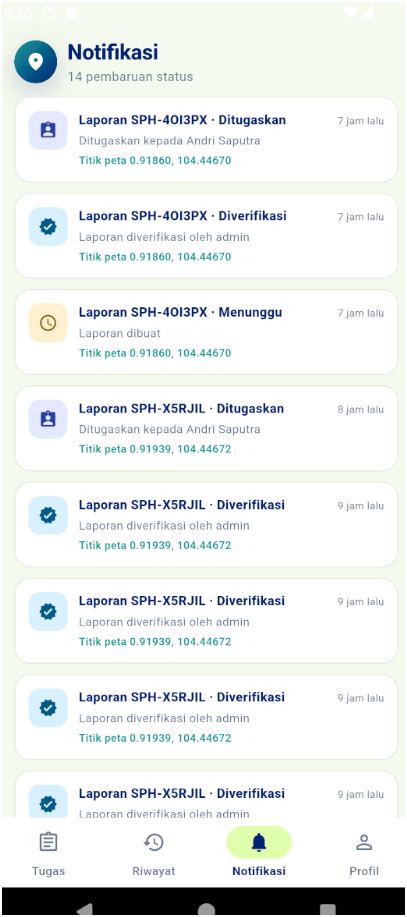 6:26
Notifikasi
14 pembaruan status
Laporan SPH-4OI3PX · Ditugaskan
7 jam lalu
Ditugaskan kepada Andri Saputra
Titik peta 0.91860, 104.44670
Laporan SPH-4OI3PX · Diverifikasi
7 jam lalu
Laporan diverifikasi oleh admin
Titik peta 0.91860, 104.44670
Laporan SPH-4OI3PX · Menunggu
7 jam lalu
Laporan dibuat
Titik peta 0.91860, 104.44670
Laporan SPH-X5RJIL · Ditugaskan
8 jam lalu
Ditugaskan kepada Andri Saputra
Titik peta 0.91939, 104.44672
Laporan SPH-X5RJIL · Diverifikasi
9 jam lalu
Laporan diverifikasi oleh admin
Titik peta 0.91939, 104.44672
Laporan SPH-X5RJIL · Diverifikasi
9 jam lalu
Laporan diverifikasi oleh admin
Titik peta 0.91939, 104.44672
Laporan SPH-X5RJIL · Diverifikasi
9 jam lalu
Laporan diverifikasi oleh admin
Titik peta 0.91939, 104.44672
Laporan SPH-X5RJIL · Diverifikasi
9 jam lalu
Laporan diverifikasi oleh admin
Tugas
Riwayat
Notifikasi
Profil